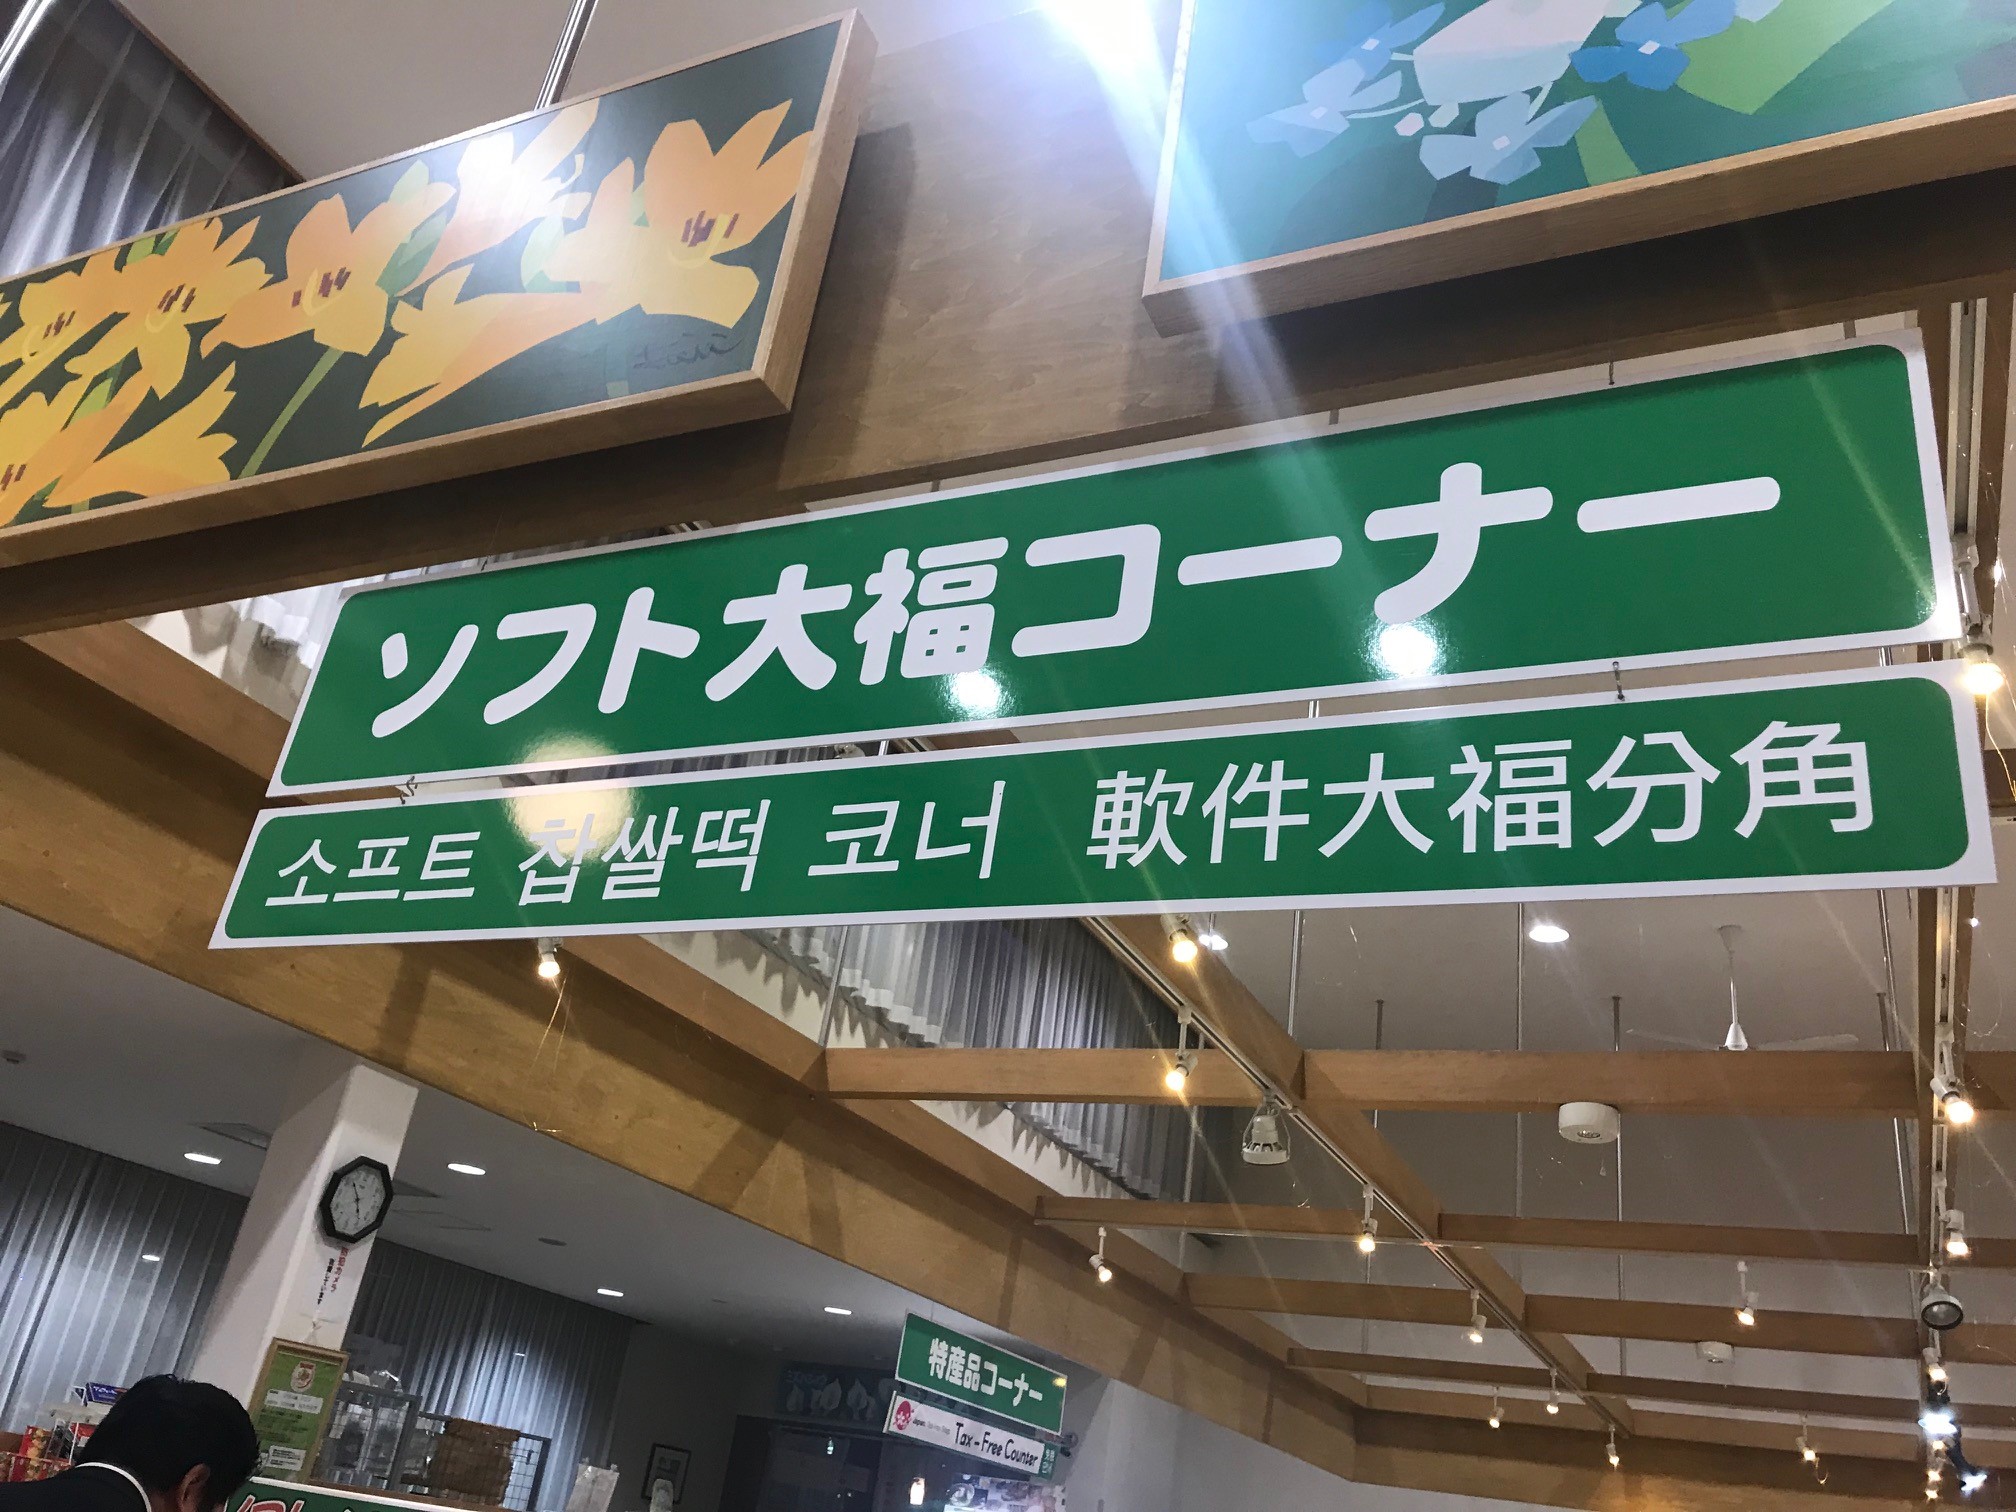 ソフト大福コーナー
소프트 찹쌀떡 코너 軟件大福分角
特産品コーナー
Tax-Free Counter